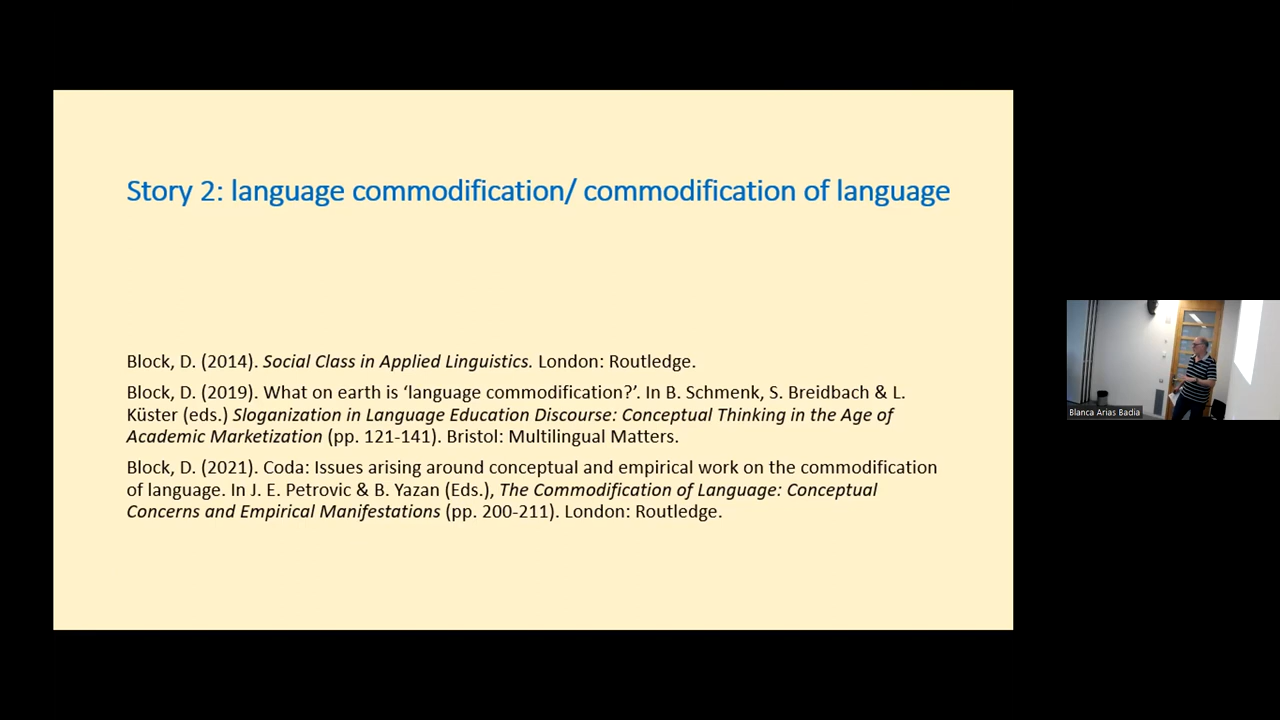 Story 2: language commodification/ commodification of language
Block, D. (2014). Social Class in Applied Linguistics. London: Routledge.
Block, D. (2019). What on earth is ‘language commodification?’. In B. Schmenk, S. Breidbach & L.
Küster (eds.) Sloganization in Language Education Discourse: Conceptual Thinking in the Age of
Academic Marketization (pp. 121-141). Bristol: Multilingual Matters.
Block, D. (2021). Coda: Issues arising around conceptual and empirical work on the commodification
of language. In J. E. Petrovic & B. Yazan (Eds.), The Commodification of Language: Conceptual
Concerns and Empirical Manifestations (pp. 200-211). London: Routledge.
Blanca Arias Badia